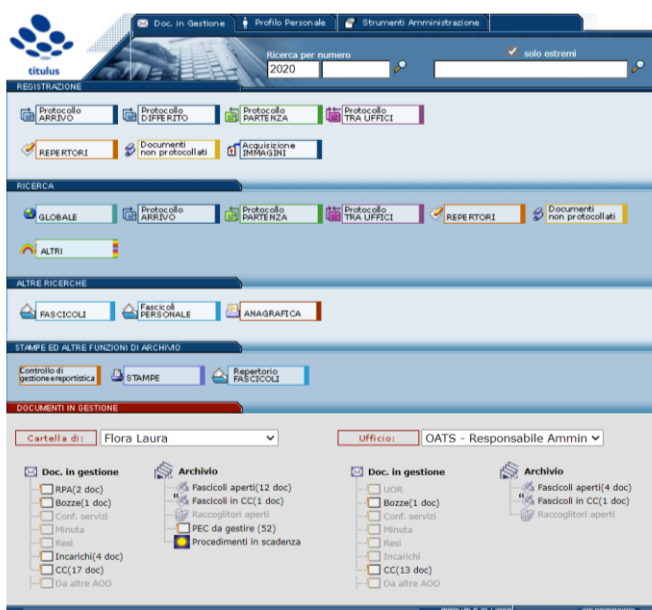 Doc. in Gestione
Profilo Personale
Strumenti Amministrazione
titulus
Ricerca per numero
2020
solo estremi
REGISTRAZIONE
Protocollo ARRIVO
Protocollo DIFFERITO
Protocollo PARTENZA
Protocollo TRA UFFICI
REPERTORI
Documenti non protocollati
Acquisizione IMMAGINI
RICERCA
GLOBALE
Protocollo ARRIVO
Protocollo PARTENZA
Protocollo TRA UFFICI
REPERTORI
Documenti non protocollati
ALTRI
ALTRE RICERCHE
FASCICOLI
Fascicoli PERSONALE
ANAGRAFICA
STAMPE ED ALTRE FUNZIONI DI ARCHIVIO
Controllo di gestione e reportistica
STAMPE
Repertorio FASCICOLI
DOCUMENTI IN GESTIONE
Cartella di:
Flora Laura
Ufficio:
OATS - Responsabile Ammin
Doc. in gestione
RPA(2 doc)
Bozze(1 doc)
Conf. servizi
Minuta
Resi
Incarichi(4 doc)
CC(17 doc)
Da altre AOO
Archivio
Fascicoli aperti(12 doc)
Fascicoli in CC(1 doc)
Raccoglitori aperti
PEC da gestire (52)
Procedimenti in scadenza
Doc. in gestione
UOR
Bozze(1 doc)
Conf. servizi
Minuta
Resi
Incarichi
CC(13 doc)
Da altre AOO
Archivio
Fascicoli aperti(4 doc)
Fascicoli in CC(1 doc)
Raccoglitori aperti